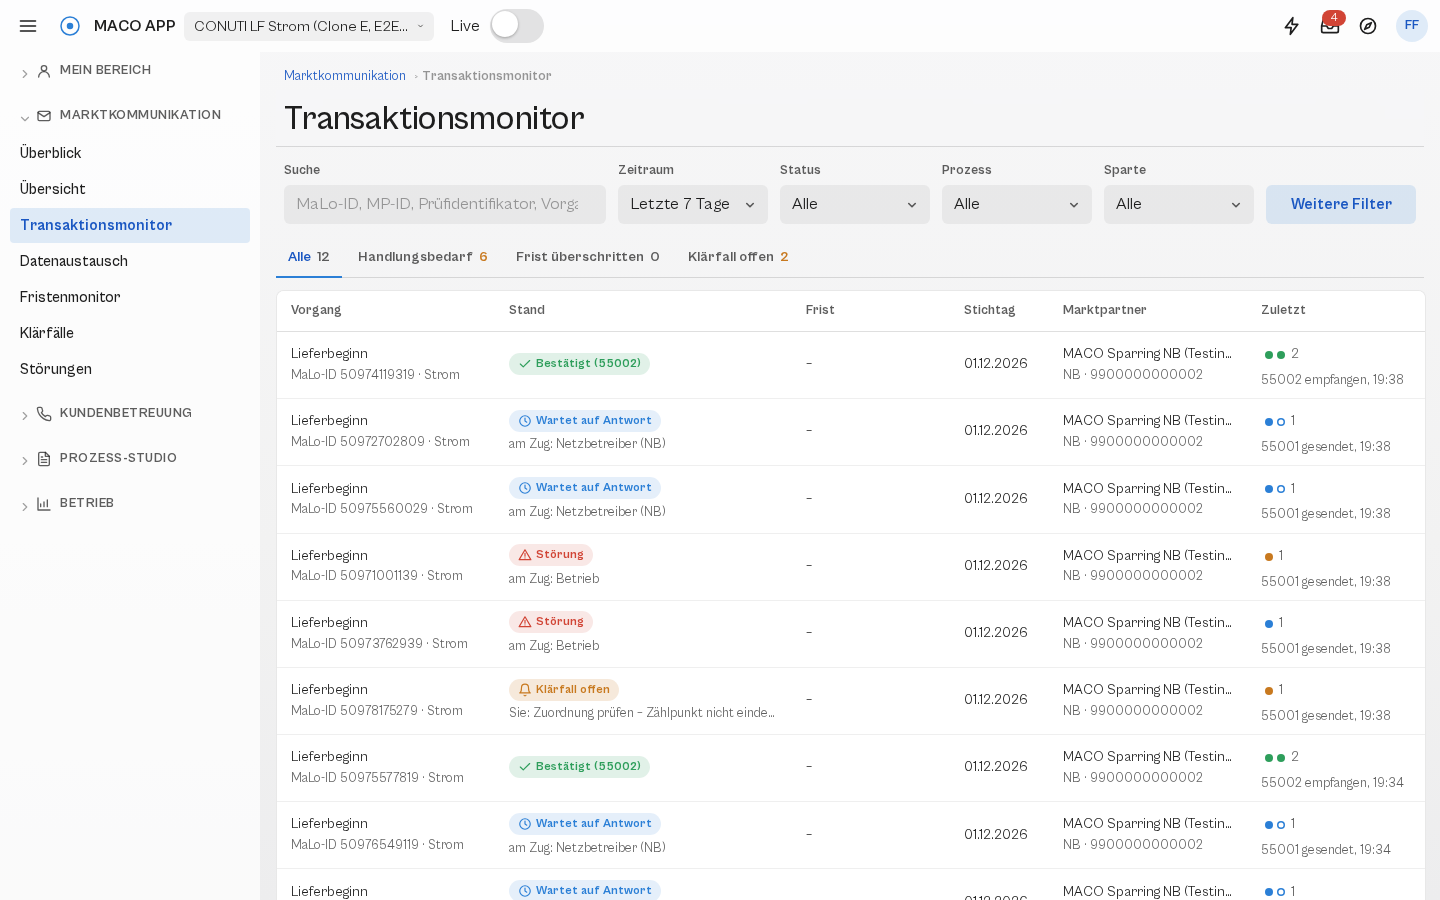 MACO APP
CONUTI LF Strom (Clone E, E2E...
Live
4
FF
MEIN BEREICH
MARKTKOMMUNIKATION
Überblick
Übersicht
Transaktionsmonitor
Datenaustausch
Fristenmonitor
Klärfälle
Störungen
KUNDENBETREUUNG
PROZESS-STUDIO
BETRIEB
Marktkommunikation › Transaktionsmonitor
Transaktionsmonitor
Suche Zeitraum Status Prozess Sparte
MaLo-ID, MP-ID, Prüfidentifikator, Vorga Letzte 7 Tage Alle Alle Alle Weitere Filter
Alle 12 Handlungsbedarf 6 Frist überschritten 0 Klärfall offen 2
Vorgang Stand Frist Stichtag Marktpartner Zuletzt
Lieferbeginn
MaLo-ID 50974119319 · Strom
Bestätigt (55002)
–
01.12.2026
MACO Sparring NB (Testin...
NB · 9900000000002
2
55002 empfangen, 19:38
Lieferbeginn
MaLo-ID 50972702809 · Strom
Wartet auf Antwort
am Zug: Netzbetreiber (NB)
–
01.12.2026
MACO Sparring NB (Testin...
NB · 9900000000002
1
55001 gesendet, 19:38
Lieferbeginn
MaLo-ID 50975560029 · Strom
Wartet auf Antwort
am Zug: Netzbetreiber (NB)
–
01.12.2026
MACO Sparring NB (Testin...
NB · 9900000000002
1
55001 gesendet, 19:38
Lieferbeginn
MaLo-ID 50971001139 · Strom
Störung
am Zug: Betrieb
–
01.12.2026
MACO Sparring NB (Testin...
NB · 9900000000002
1
55001 gesendet, 19:38
Lieferbeginn
MaLo-ID 50973762939 · Strom
Störung
am Zug: Betrieb
–
01.12.2026
MACO Sparring NB (Testin...
NB · 9900000000002
1
55001 gesendet, 19:38
Lieferbeginn
MaLo-ID 50978175279 · Strom
Klärfall offen
Sie: Zuordnung prüfen – Zählpunkt nicht einde...
–
01.12.2026
MACO Sparring NB (Testin...
NB · 9900000000002
1
55001 gesendet, 19:38
Lieferbeginn
MaLo-ID 50975577819 · Strom
Bestätigt (55002)
–
01.12.2026
MACO Sparring NB (Testin...
NB · 9900000000002
2
55002 empfangen, 19:34
Lieferbeginn
MaLo-ID 50976549119 · Strom
Wartet auf Antwort
am Zug: Netzbetreiber (NB)
–
01.12.2026
MACO Sparring NB (Testin...
NB · 9900000000002
1
55001 gesendet, 19:34
Lieferbeginn
Wartet auf Antwort
01.12.2026
MACO Sparring NB (Testin...
1